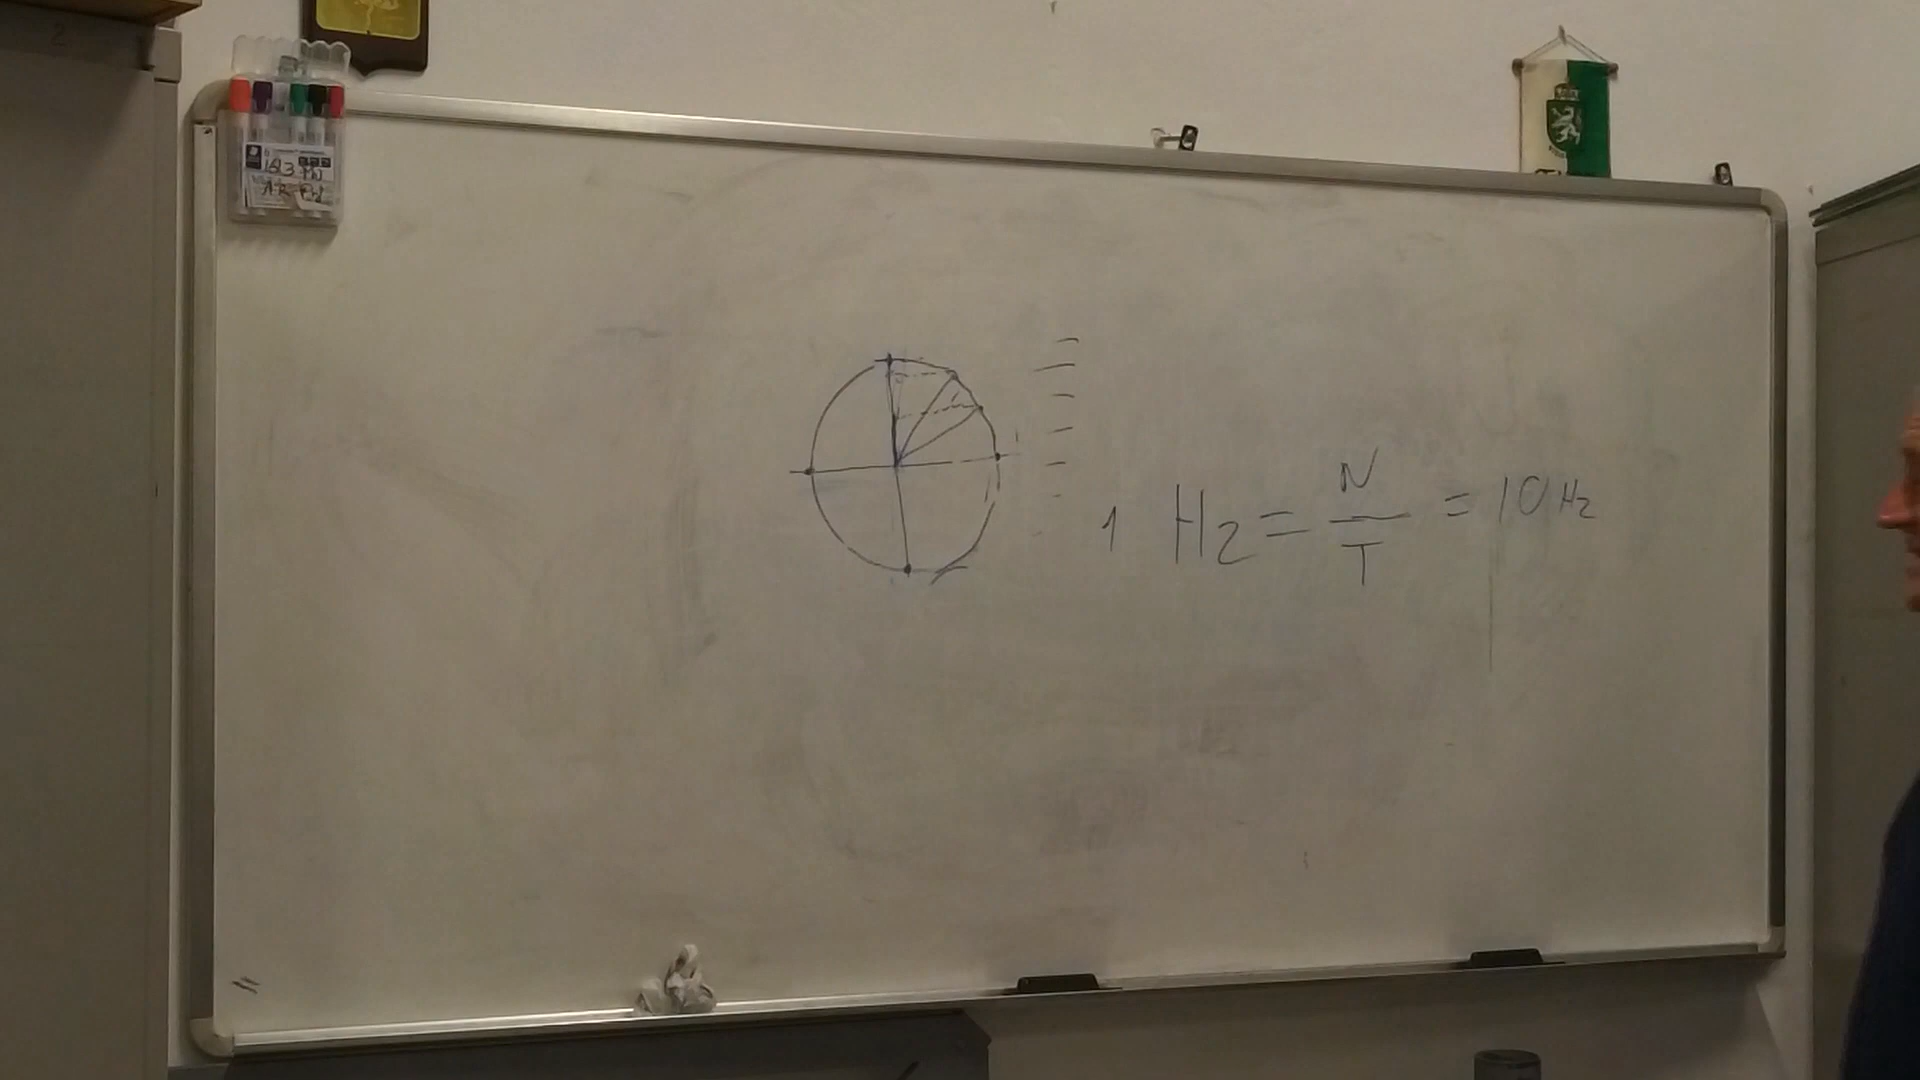 1 Hz = N/T = 10 Hz